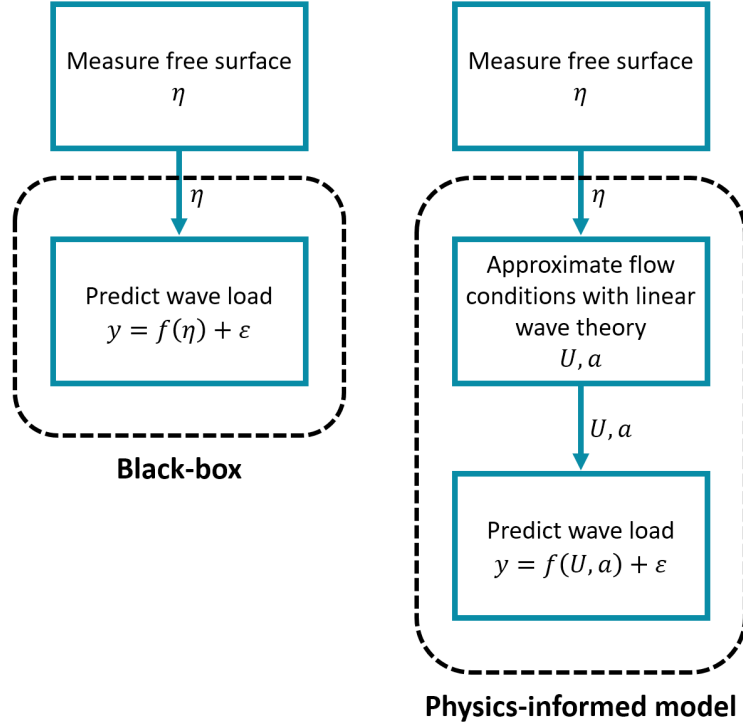 Measure free surface
η
η
Predict wave load
y = f(η) + ε
Black-box
Measure free surface
η
η
Approximate flow
conditions with linear
wave theory
U, a
U, a
Predict wave load
y = f(U, a) + ε
Physics-informed model